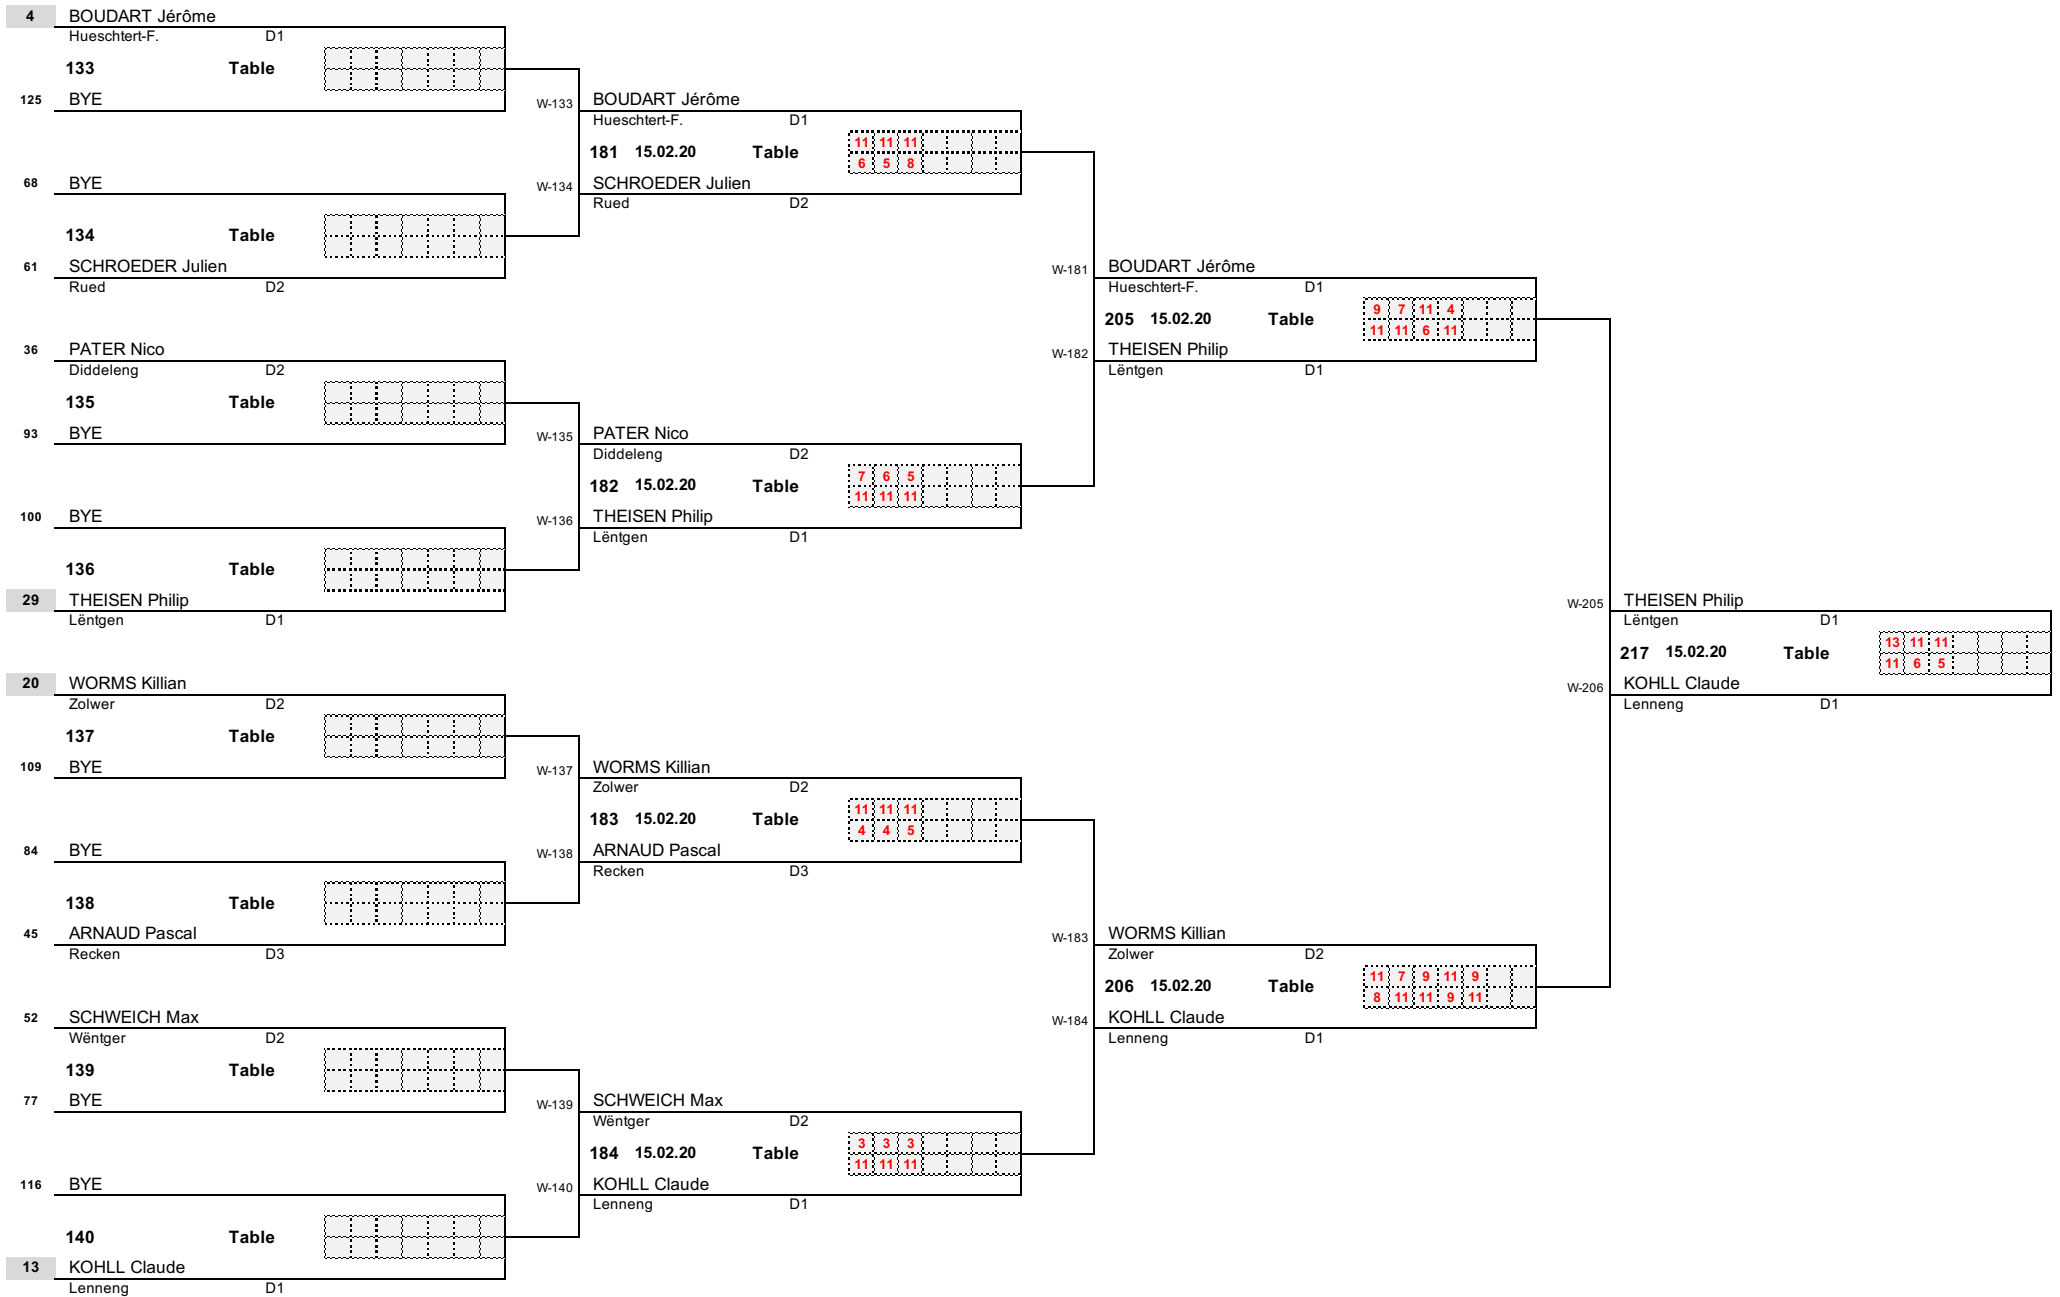 4 BOUDART Jérôme
Hueschtert-F. D1
133 Table
125 BYE
68 BYE
134 Table
61 SCHROEDER Julien
Rued D2
36 PATER Nico
Diddeleng D2
135 Table
93 BYE
100 BYE
136 Table
29 THEISEN Philip
Lëntgen D1
20 WORMS Killian
Zolwer D2
137 Table
109 BYE
84 BYE
138 Table
45 ARNAUD Pascal
Recken D3
52 SCHWEICH Max
Wëntger D2
139 Table
77 BYE
116 BYE
140 Table
13 KOHLL Claude
Lenneng D1
W-133 BOUDART Jérôme
Hueschtert-F. D1
11 11 11
181 15.02.20 Table
6 5 8
W-134 SCHROEDER Julien
Rued D2
W-135 PATER Nico
Diddeleng D2
7 6 5
182 15.02.20 Table
11 11 11
W-136 THEISEN Philip
Lëntgen D1
W-137 WORMS Killian
Zolwer D2
11 11 11
183 15.02.20 Table
4 4 5
W-138 ARNAUD Pascal
Recken D3
W-139 SCHWEICH Max
Wëntger D2
3 3 3
184 15.02.20 Table
11 11 11
W-140 KOHLL Claude
Lenneng D1
W-181 BOUDART Jérôme
Hueschtert-F. D1
9 7 11 4
205 15.02.20 Table
11 11 6 11
W-182 THEISEN Philip
Lëntgen D1
W-183 WORMS Killian
Zolwer D2
11 7 9 11 9
206 15.02.20 Table
8 11 11 9 11
W-184 KOHLL Claude
Lenneng D1
W-205 THEISEN Philip
Lëntgen D1
13 11 11
217 15.02.20 Table
11 6 5
W-206 KOHLL Claude
Lenneng D1